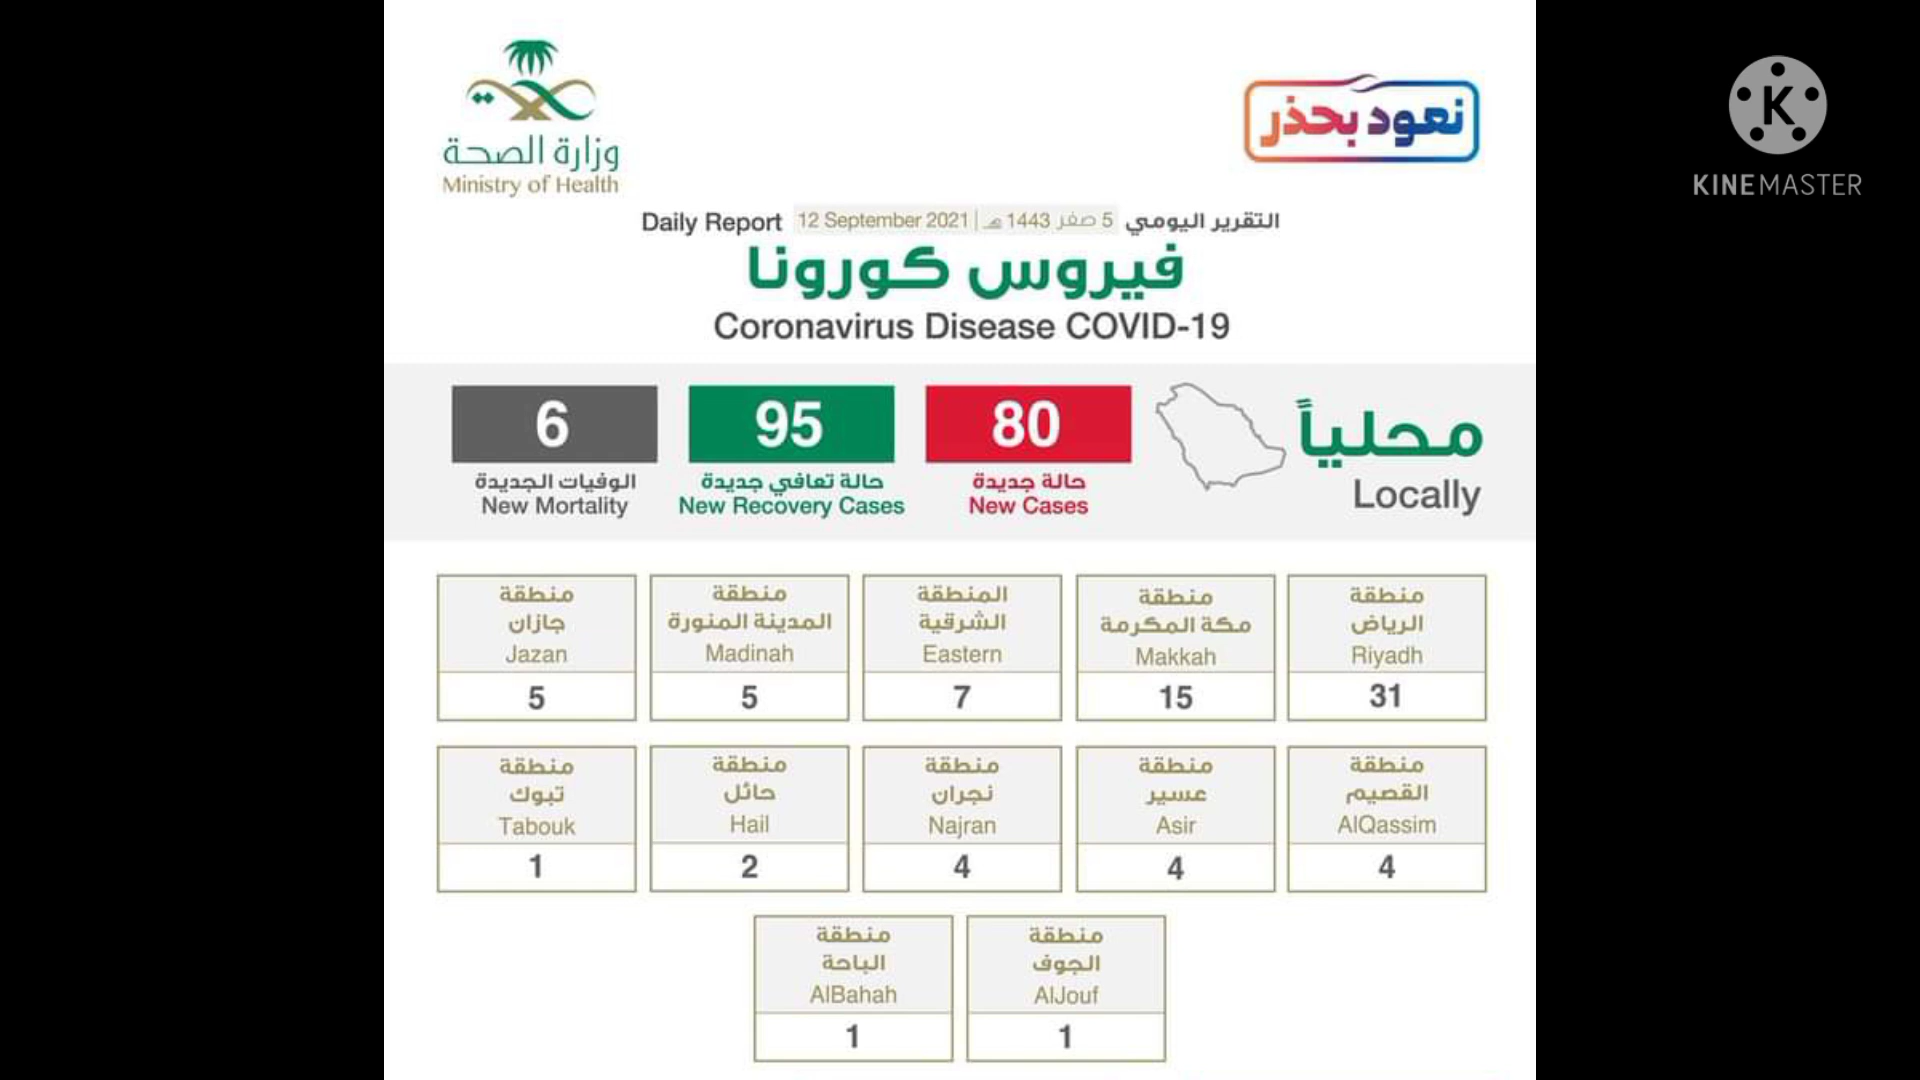 وزارة الصحة
Ministry of Health
نعود بحذر
KINEMASTER
Daily Report 12 September 2021 | 5 صفر 1443 هـ التقرير اليومي
فيروس كورونا
Coronavirus Disease COVID-19
محلياً
Locally
80
حالة جديدة
New Cases
95
حالة تعافي جديدة
New Recovery Cases
6
الوفيات الجديدة
New Mortality
منطقة
الرياض
Riyadh
31
منطقة
مكة المكرمة
Makkah
15
المنطقة
الشرقية
Eastern
7
منطقة
المدينة المنورة
Madinah
5
منطقة
جازان
Jazan
5
منطقة
القصيم
AlQassim
4
منطقة
عسير
Asir
4
منطقة
نجران
Najran
4
منطقة
حائل
Hail
2
منطقة
تبوك
Tabouk
1
منطقة
الجوف
AlJouf
1
منطقة
الباحة
AlBahah
1